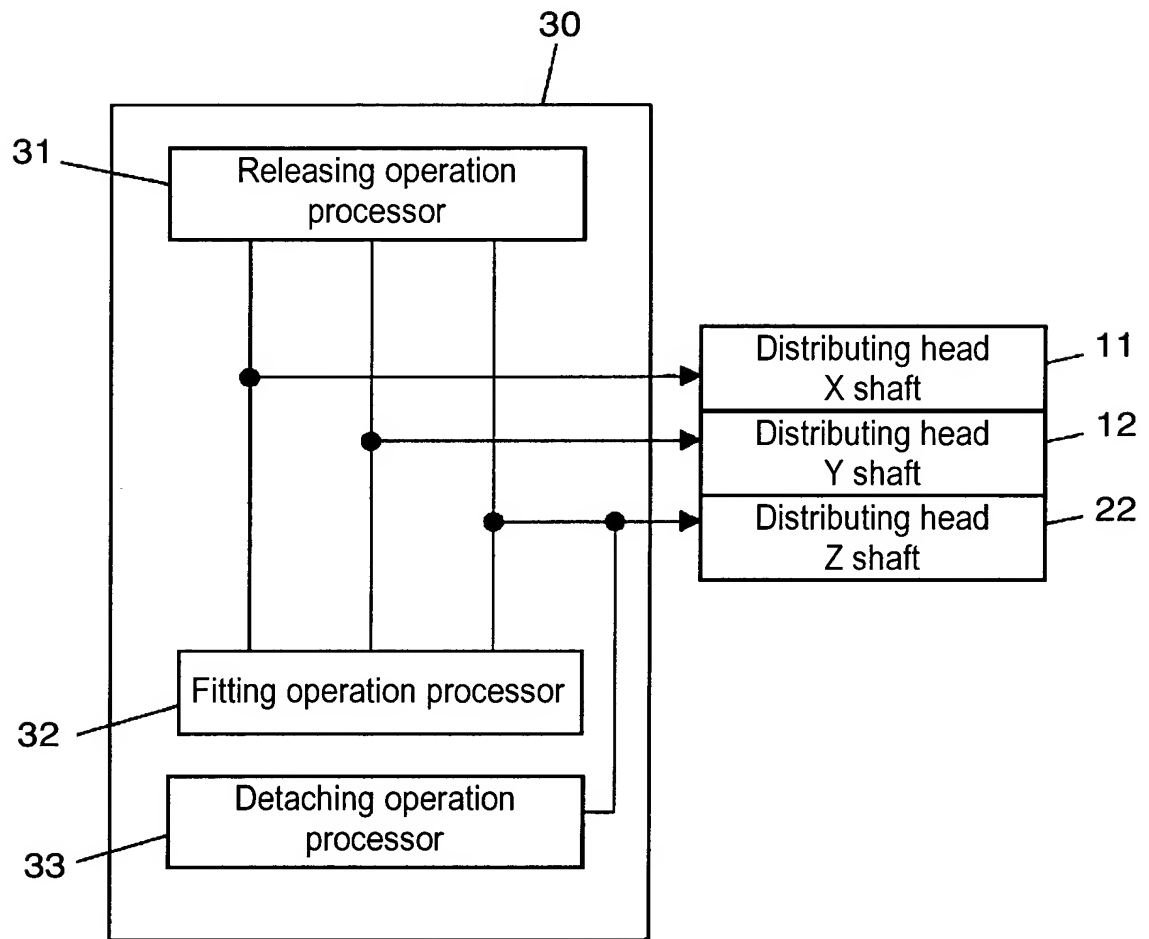 30
31
Releasing operation
processor
Distributing head
X shaft
11
Distributing head
Y shaft
12
Distributing head
Z shaft
22
Fitting operation processor
32
Detaching operation
processor
33